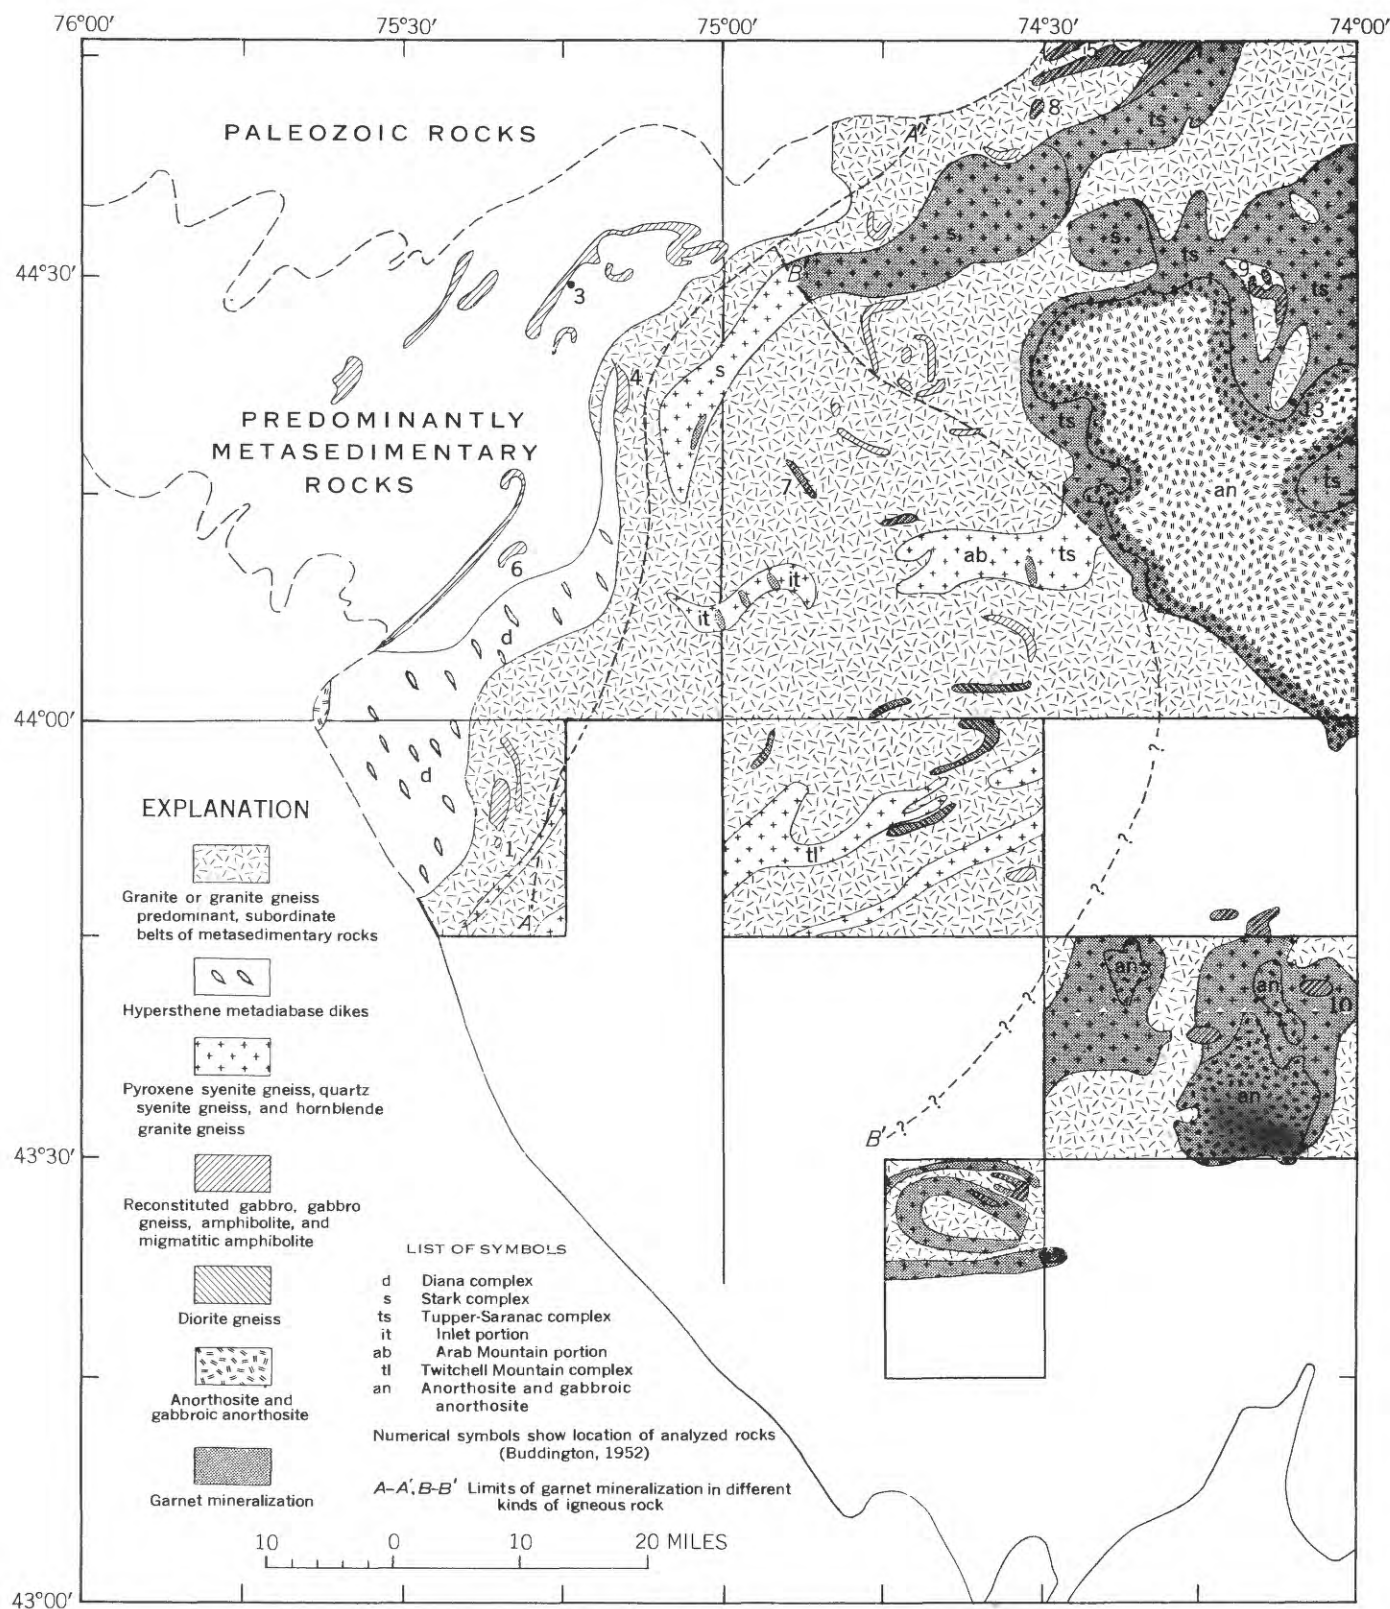 76°00′ 75°30′ 75°00′ 74°30′ 74°00′
PALEOZOIC ROCKS
5
8
A′
ts
s
s
B
ts
9
ts
44°30′
3
4
s
13
PREDOMINANTLY
METASEDIMENTARY
ROCKS
ts
an
ts
7
ab
ts
6
it
it
d
44°00′
d
EXPLANATION
Granite or granite gneiss
predominant, subordinate
belts of metasedimentary rocks
1
A
tl
?
?
?
Hypersthene metadiabase dikes
an
an
10
?
?
Pyroxene syenite gneiss, quartz
syenite gneiss, and hornblende
granite gneiss
an
B′
?
43°30′
Reconstituted gabbro, gabbro
gneiss, amphibolite, and
migmatitic amphibolite
Diorite gneiss
Anorthosite and
gabbroic anorthosite
Garnet mineralization
LIST OF SYMBOLS
d Diana complex
s Stark complex
ts Tupper-Saranac complex
it Inlet portion
ab Arab Mountain portion
tl Twitchell Mountain complex
an Anorthosite and gabbroic
anorthosite
Numerical symbols show location of analyzed rocks
(Buddington, 1952)
A-A′, B-B′ Limits of garnet mineralization in different
kinds of igneous rock
10 0 10 20 MILES
43°00′